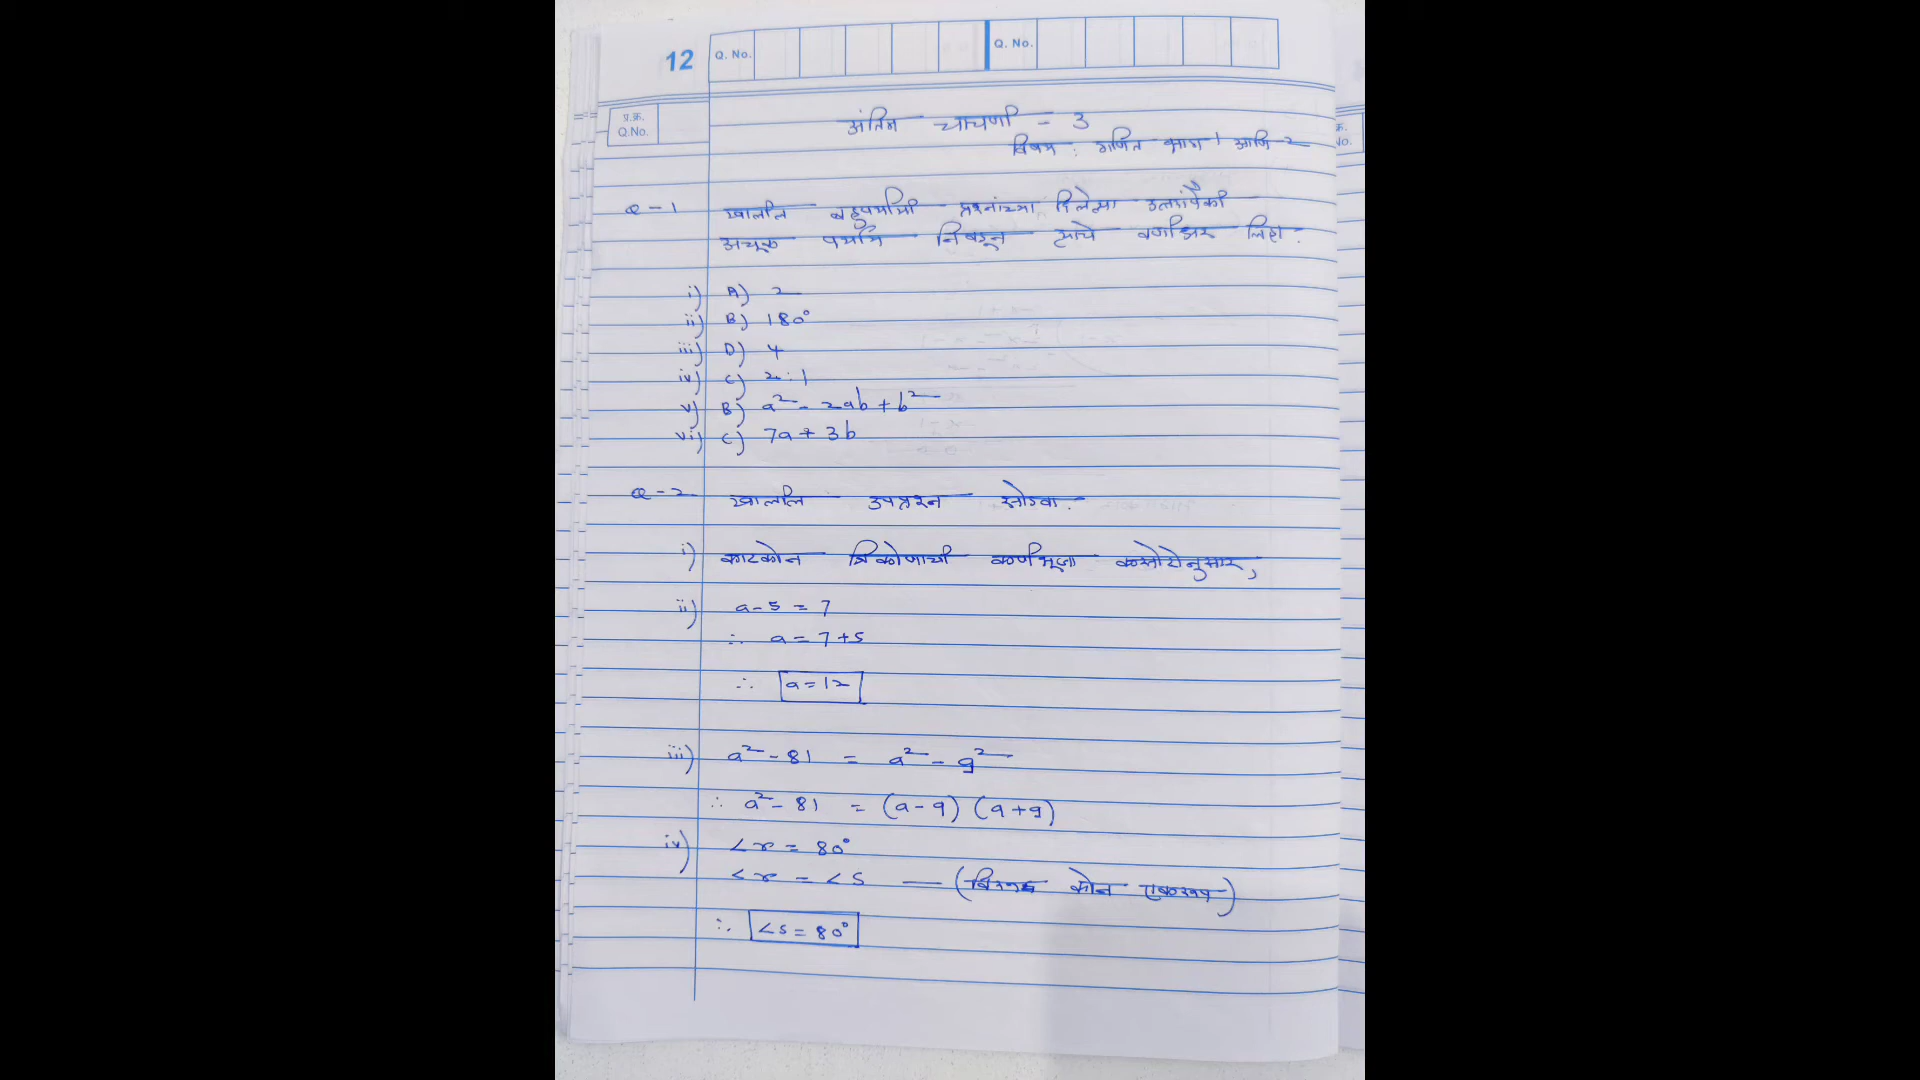 12 Q. No. Q. No.
प्र.क्र.
Q.No.
अंतिम चाचणी - 3
विषय : गणित भाग 1 आणि 2
Q-1 खालील बहुपर्यायी प्रश्नांच्या दिलेल्या उत्तरांपैकी
अचूक पर्याय निवडून त्याचे वर्णाक्षर लिहा.
i) A) 2
ii) B) 180°
iii) D) 4
iv) C) 2:1
v) B) a² - 2ab + b²
vi) C) 7a + 3b
Q-2 खालील उपप्रश्न सोडवा.
i) काटकोन त्रिकोणाची कर्णभूजा कसोटीनुसार,
ii) a - 5 = 7
∴ a = 7 + 5
∴ a = 12
iii) a² - 81 = a² - 9²
∴ a² - 81 = (a - 9) (a + 9)
iv) ∠r = 80°
∠r = ∠s — (विरुद्ध कोन एकरूप)
∴ ∠s = 80°